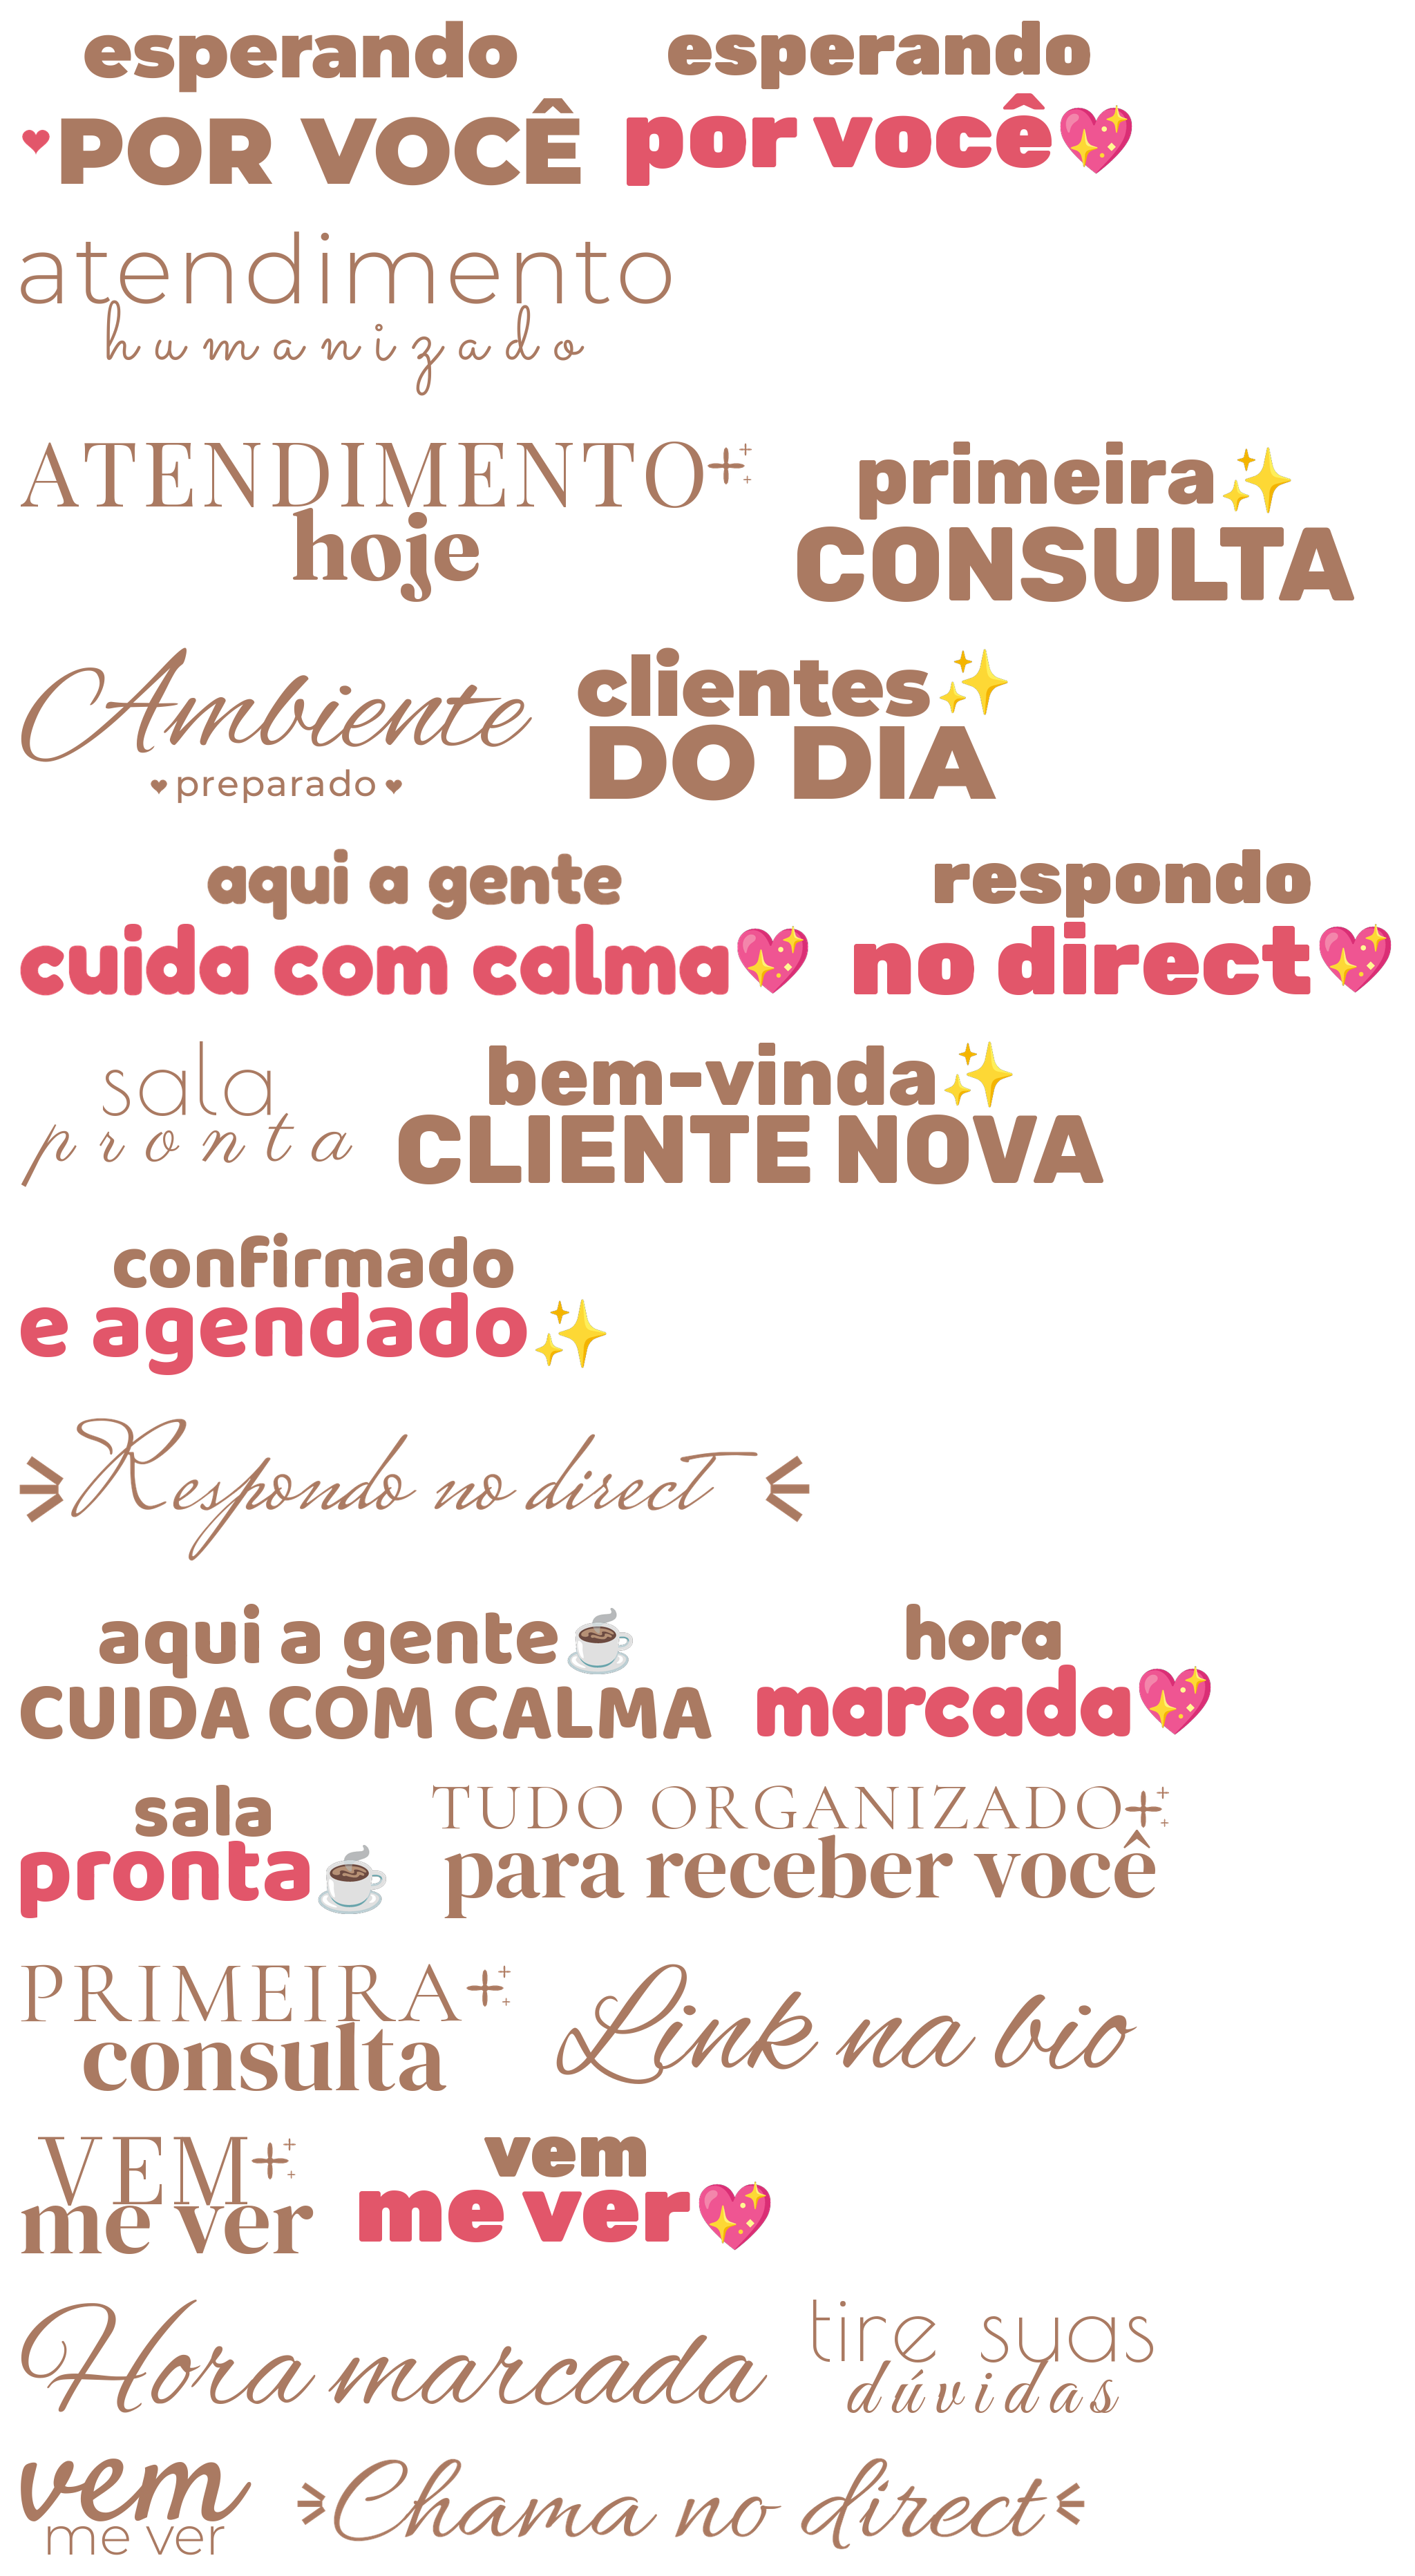 esperando
POR VOCÊ
esperando
por você💖
atendimento
humanizado
ATENDIMENTO
hoje
primeira✨
CONSULTA
Ambiente
preparado
clientes✨
DO DIA
aqui a gente
cuida com calma💖
respondo
no direct💖
sala
pronta
bem-vinda✨
CLIENTE NOVA
confirmado
e agendado✨
Respondo no direct
aqui a gente☕
CUIDA COM CALMA
hora
marcada💖
sala
pronta☕
TUDO ORGANIZADO
para receber você
PRIMEIRA
consulta
Link na bio
VEM
me ver
vem
me ver💖
Hora marcada
tire suas
dúvidas
vem
me ver
Chama no direct